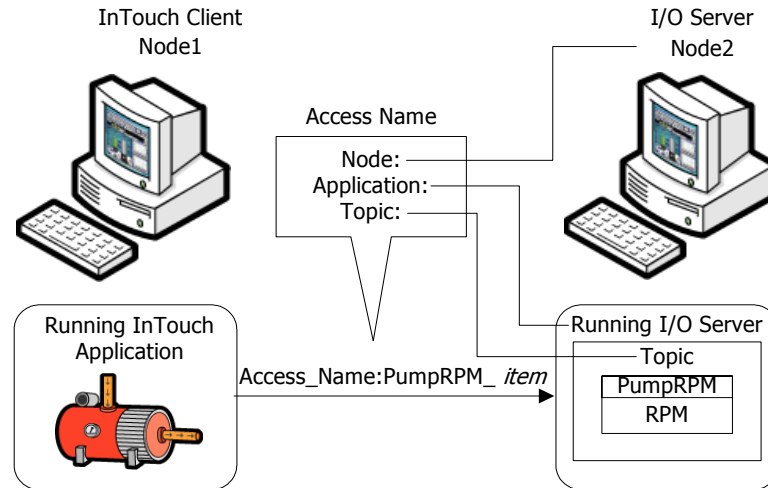 InTouch Client
Node1
I/O Server
Node2
Access Name
Node:
Application:
Topic:
Running InTouch
Application
Access_Name:PumpRPM_ item
Running I/O Server
Topic
PumpRPM
RPM